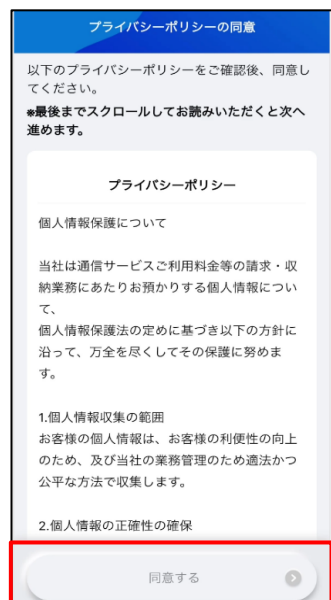 プライバシーポリシーの同意
以下のプライバシーポリシーをご確認後、同意し
てください。
*最後までスクロールしてお読みいただくと次へ
進めます。
プライバシーポリシー
個人情報保護について
当社は通信サービスご利用料金等の請求・収
納業務にあたりお預かりする個人情報につい
て、
個人情報保護法の定めに基づき以下の方針に
沿って、万全を尽くしてその保護に努めま
す。
1.個人情報収集の範囲
お客様の個人情報は、お客様の利便性の向上
のため、及び当社の業務管理のため適法かつ
公平な方法で収集します。
2.個人情報の正確性の確保
同意する